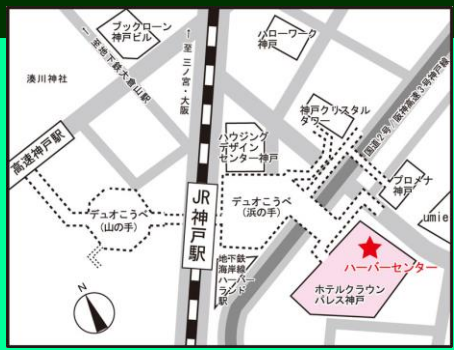 ブックローン
神戸ビル
← 至地下鉄大倉山駅
← 至 三ノ宮・大阪
ハローワーク
神戸
湊川神社
神戸クリスタル
タワー
国道2号/阪神高速3号神戸線
高速神戸駅
ハウジング
デザイン
センター神戸
プロメナ
神戸
デュオこうべ
(山の手)
JR神戸駅
デュオこうべ
(浜の手)
umie
地下鉄
海岸線
ハーバー
ランド
駅
ハーバーセンター
ホテルクラウン
パレス神戸
N